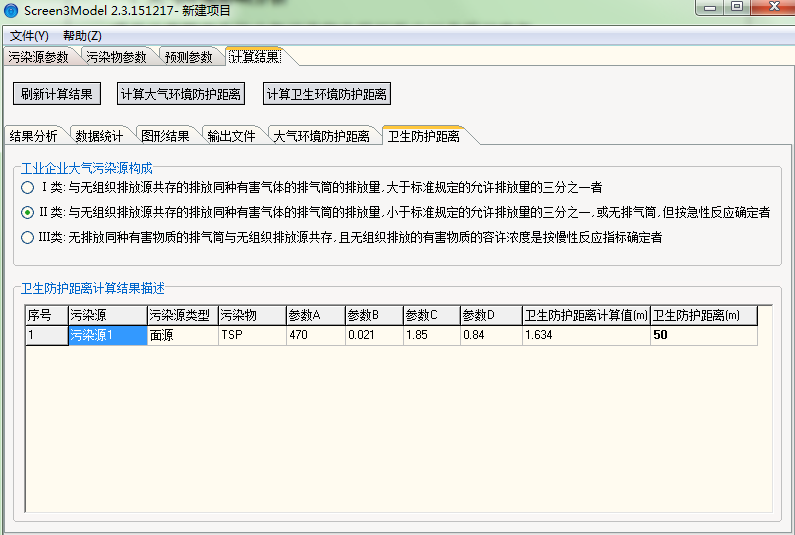 Screen3Model 2.3.151217- 新建项目
文件(Y) 帮助(Z)
污染源参数 污染物参数 预测参数 计算结果
刷新计算结果 计算大气环境防护距离 计算卫生环境防护距离
结果分析 数据统计 图形结果 输出文件 大气环境防护距离 卫生防护距离
工业企业大气污染源构成
I 类: 与无组织排放源共存的排放同种有害气体的排气筒的排放量, 大于标准规定的允许排放量的三分之一者
II 类: 与无组织排放源共存的排放同种有害气体的排气筒的排放量, 小于标准规定的允许排放量的三分之一, 或无排气筒, 但按急性反应确定者
III类: 无排放同种有害物质的排气筒与无组织排放源共存, 且无组织排放的有害物质的容许浓度是按慢性反应指标确定者
卫生防护距离计算结果描述
序号 污染源 污染源类型 污染物 参数A 参数B 参数C 参数D 卫生防护距离计算值(m) 卫生防护距离(m)
1 污染源1 面源 TSP 470 0.021 1.85 0.84 1.634 50